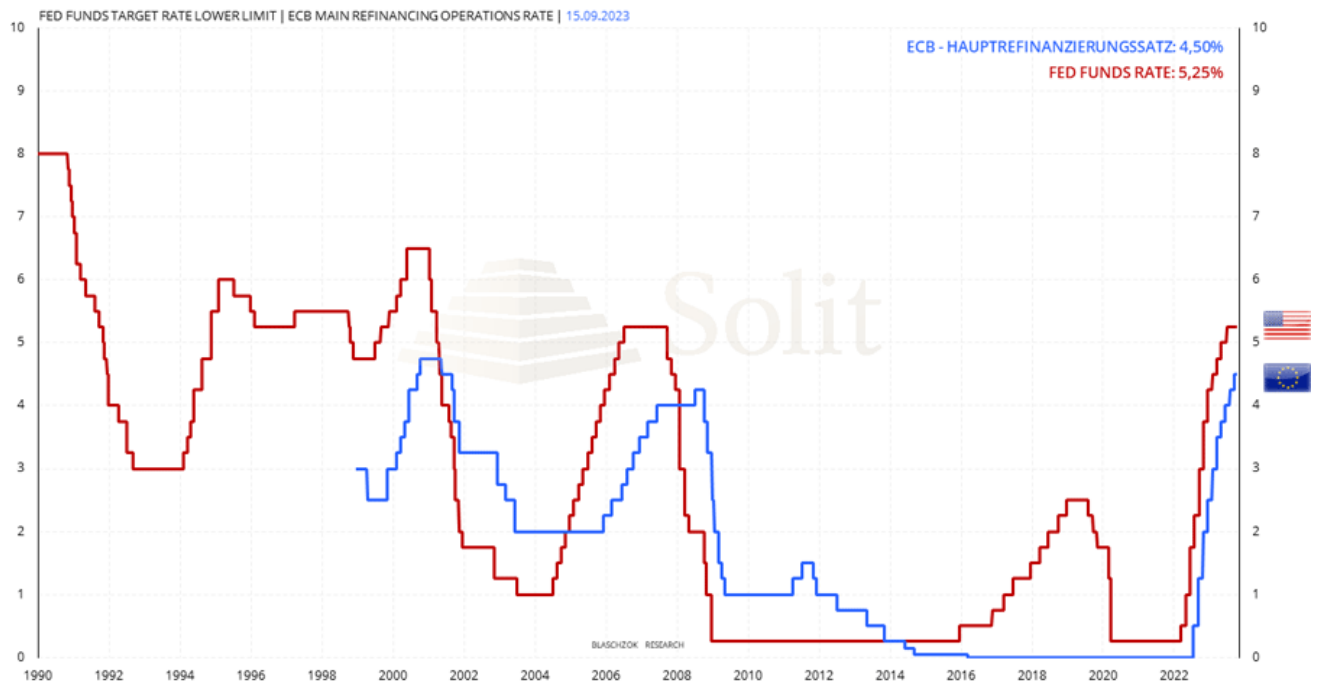 FED FUNDS TARGET RATE LOWER LIMIT | ECB MAIN REFINANCING OPERATIONS RATE | 15.09.2023
ECB - HAUPTREFINANZIERUNGSSATZ: 4,50%
FED FUNDS RATE: 5,25%
10 10
9 9
8 8
7 7
6 6
5 5
4 4
3 3
2 2
1 1
0 0
Solit
BLASCHZOK RESEARCH
1990 1992 1994 1996 1998 2000 2002 2004 2006 2008 2010 2012 2014 2016 2018 2020 2022